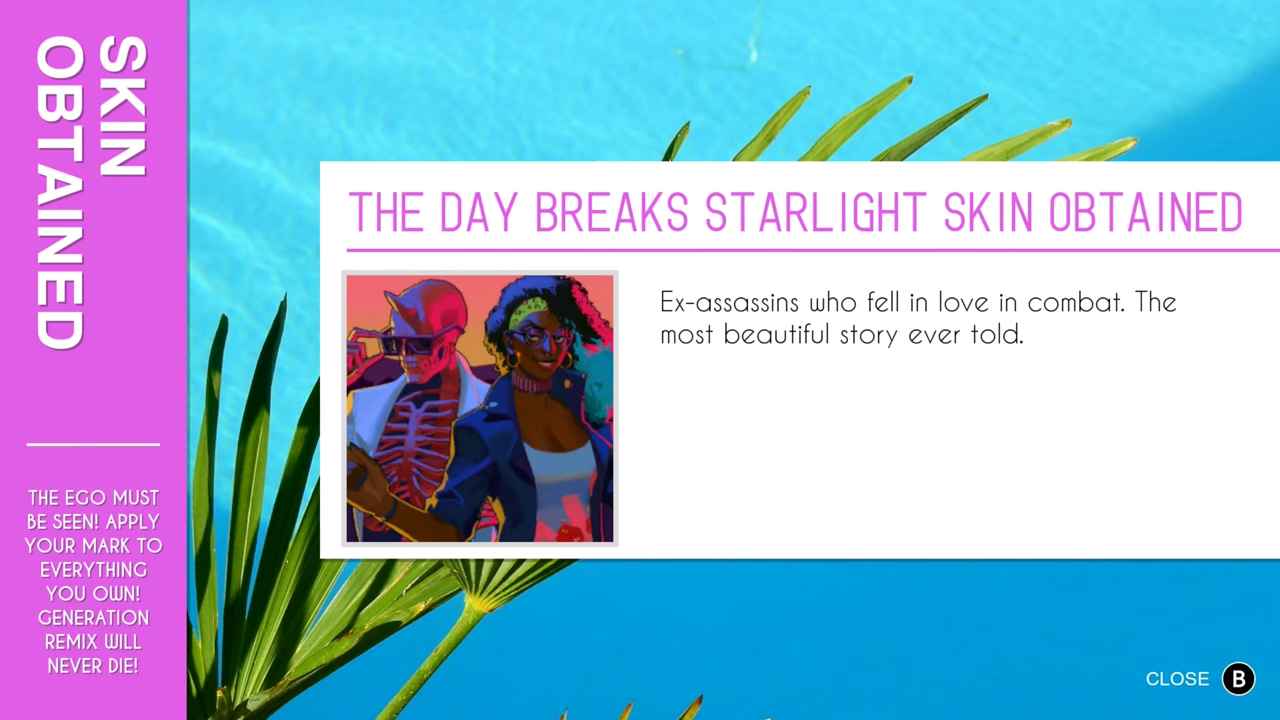 SKIN
OBTAINED
THE EGO MUST
BE SEEN! APPLY
YOUR MARK TO
EVERYTHING
YOU OWN!
GENERATION
REMIX WILL
NEVER DIE!
THE DAY BREAKS STARLIGHT SKIN OBTAINED
Ex-assassins who fell in love in combat. The
most beautiful story ever told.
CLOSE B